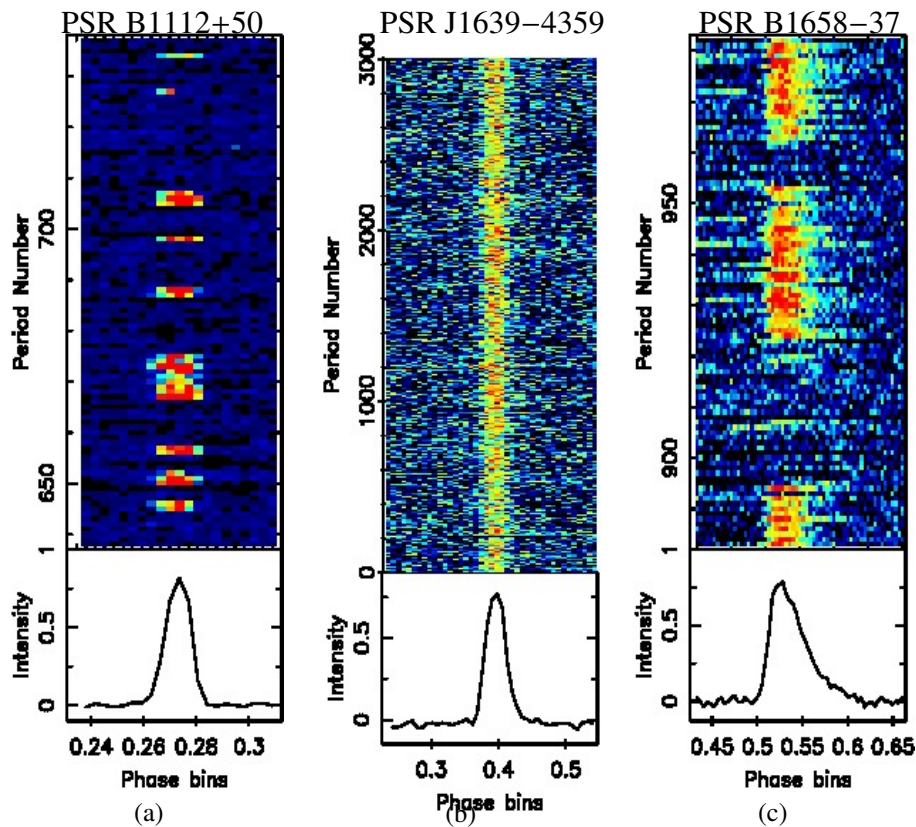 PSR B1112+50
Period Number
700
650
1
Intensity
0.5
0
0.24 0.26 0.28 0.3
Phase bins
(a)
PSR J1639−4359
Period Number
3000
2000
1000
0
Intensity
0.5
0
0.3 0.4 0.5
Phase bins
(b)
PSR B1658−37
Period Number
950
900
1
Intensity
0.5
0
0.45 0.5 0.55 0.6 0.65
Phase bins
(c)